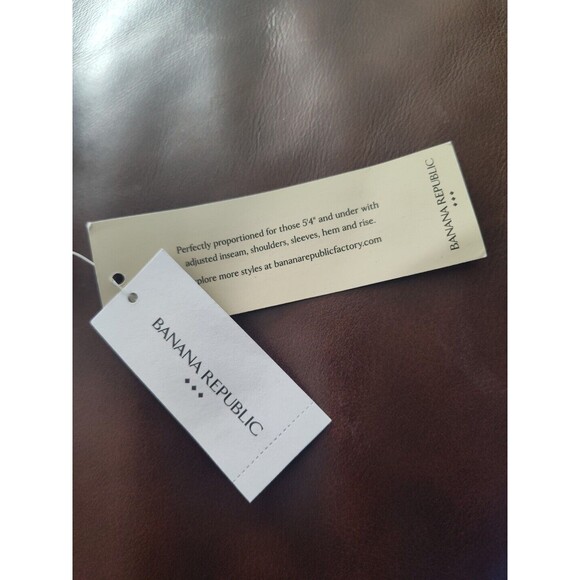 Perfectly proportioned for those 5'4" and under with
adjusted inseam, shoulders, sleeves, hem and rise.
plore more styles at bananarepublicfactory.com
BANANA REPUBLIC
BANANA REPUBLIC